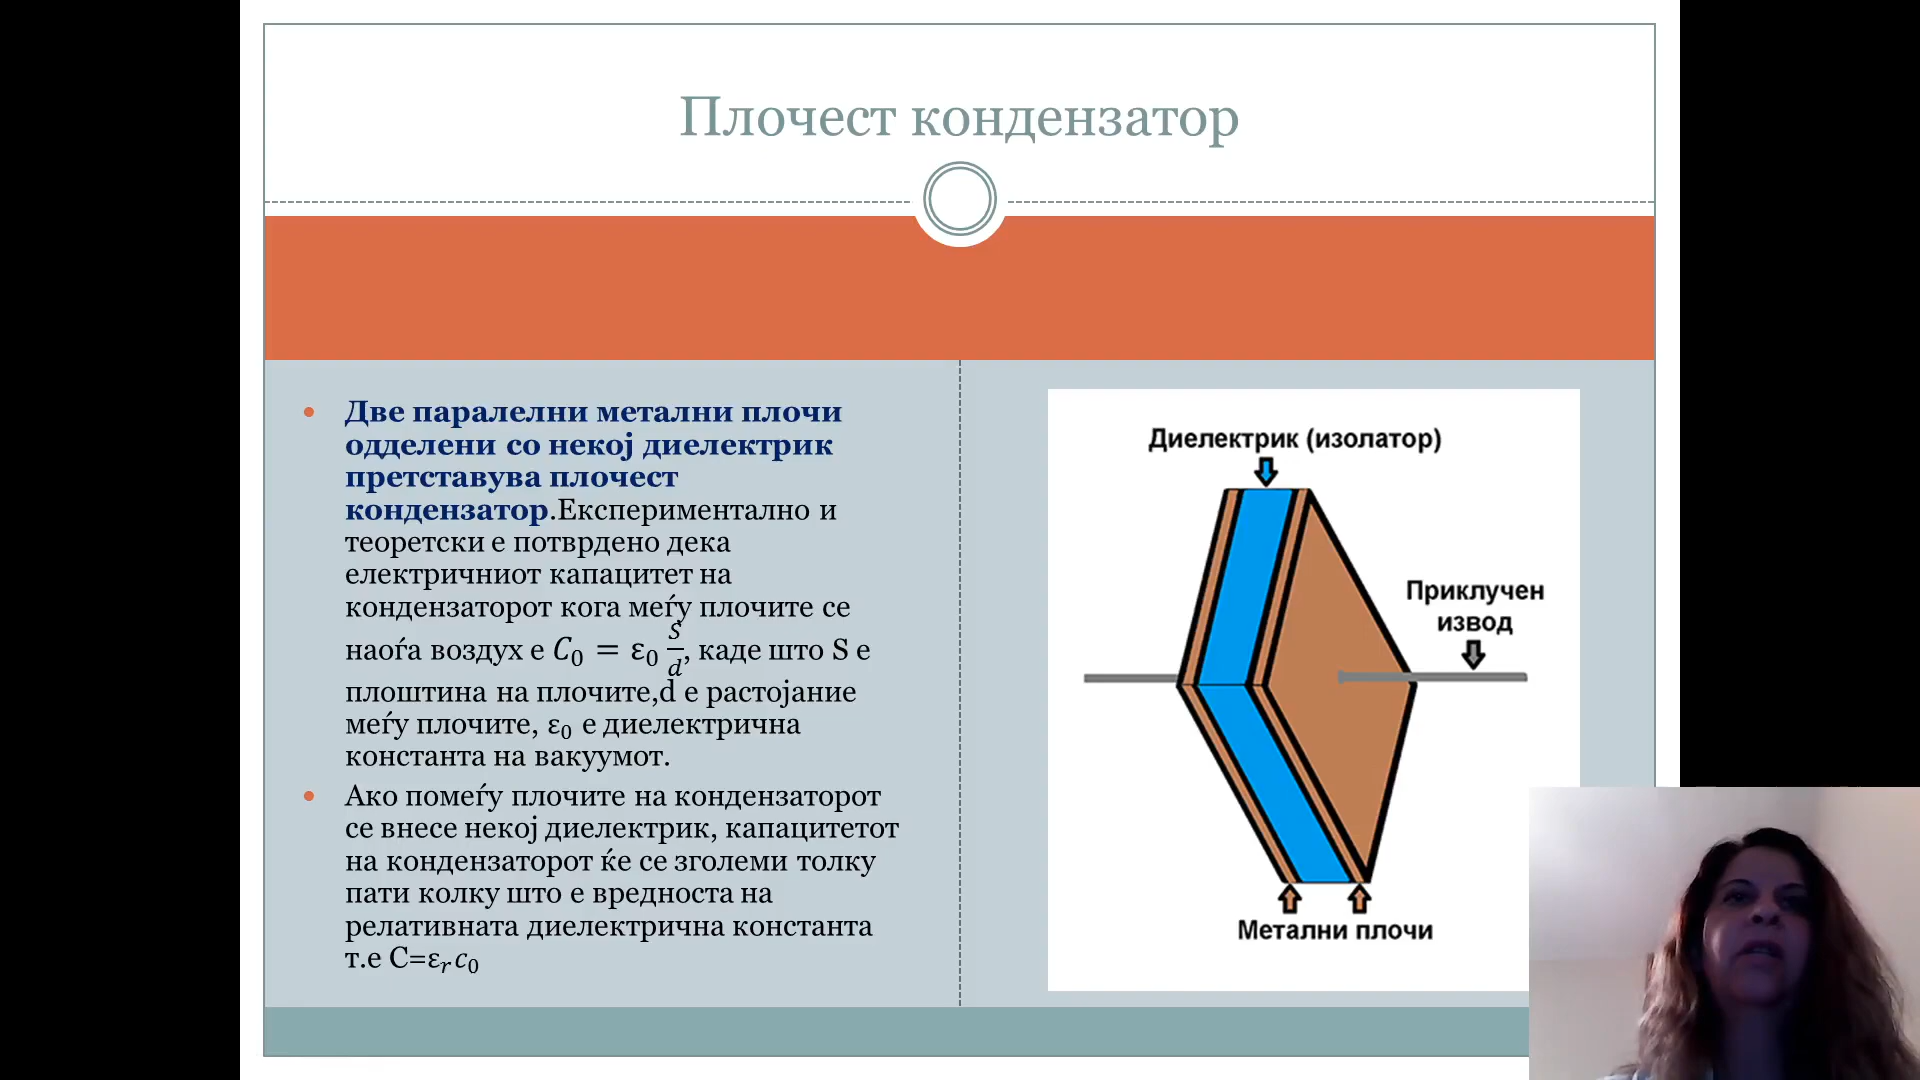 Плочест кондензатор
Две паралелни метални плочи
одделени со некој диелектрик
претставува плочест
кондензатор.Експериментално и
теоретски е потврдено дека
електричниот капацитет на
кондензаторот кога меѓу плочите се
наоѓа воздух е C₀ = ε₀ S/d, каде што S е
плоштина на плочите,d е растојание
меѓу плочите, ε₀ е диелектрична
константа на вакуумот.
Ако помеѓу плочите на кондензаторот
се внесе некој диелектрик, капацитетот
на кондензаторот ќе се зголеми толку
пати колку што е вредноста на
релативната диелектрична константа
т.е C=εᵣc₀
Диелектрик (изолатор)
Приклучен
извод
Метални плочи